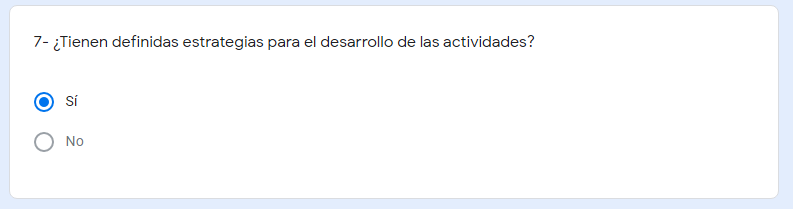 7- ¿Tienen definidas estrategias para el desarrollo de las actividades?
Sí
No